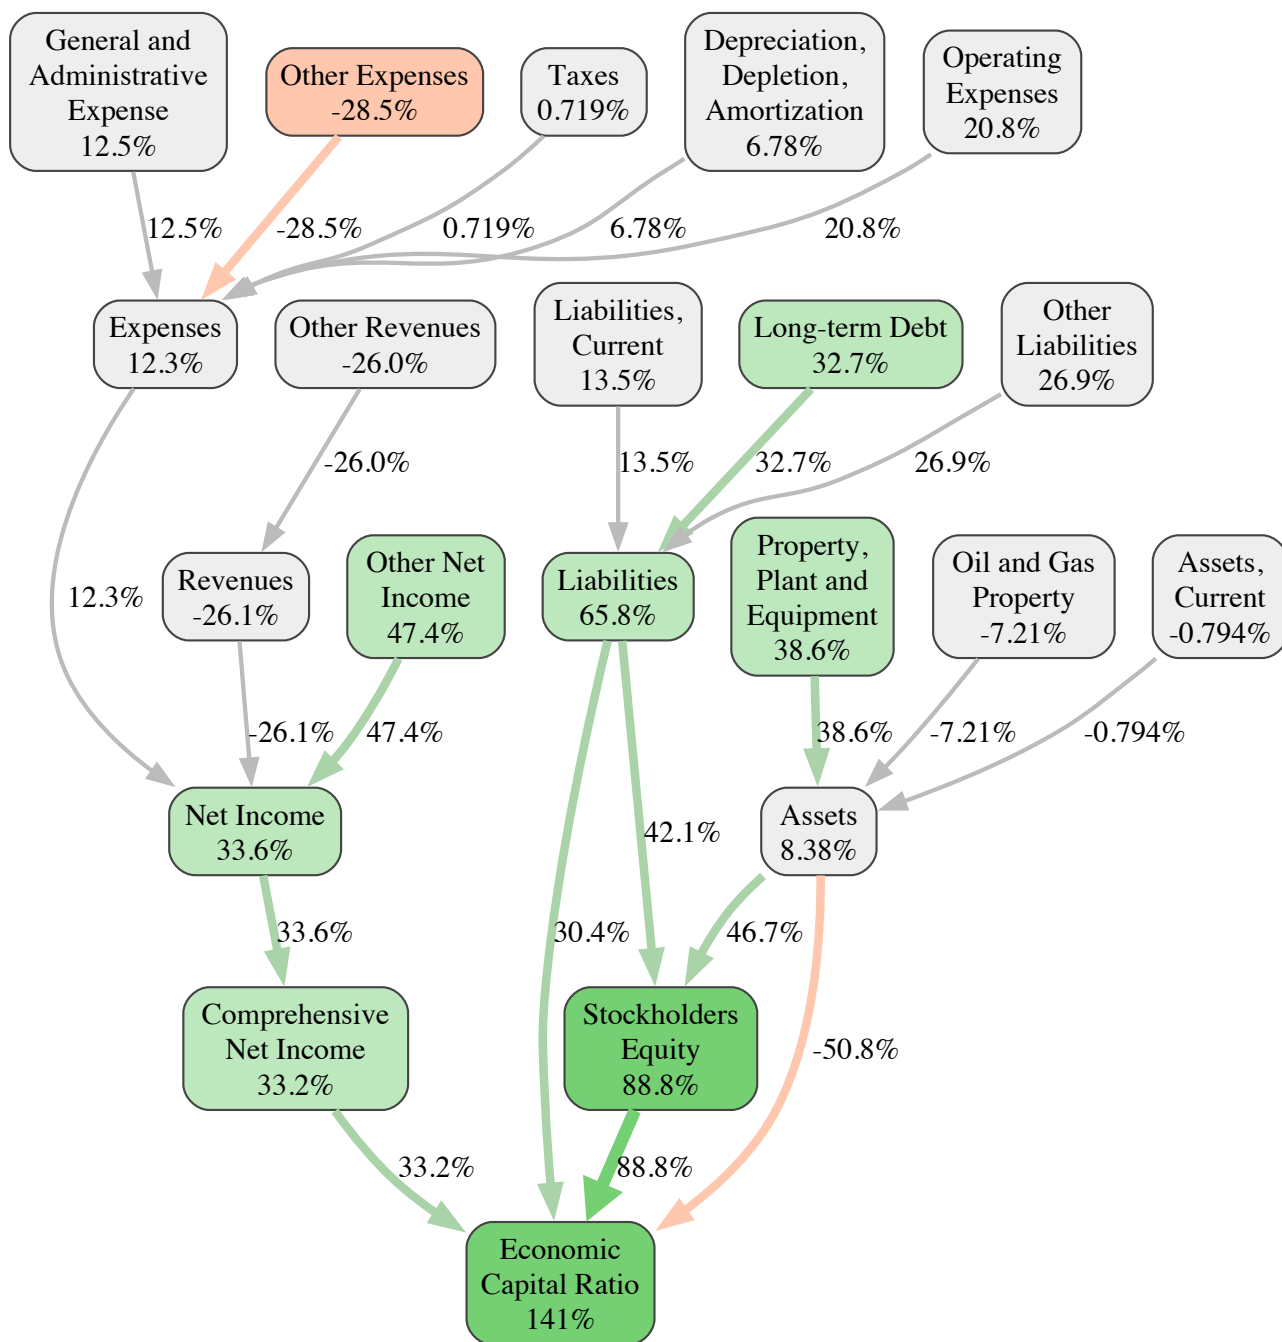 General and
Administrative
Expense
12.5%
Other Expenses
-28.5%
Taxes
0.719%
Depreciation,
Depletion,
Amortization
6.78%
Operating
Expenses
20.8%
12.5%
-28.5%
0.719%
6.78%
20.8%
Expenses
12.3%
Other Revenues
-26.0%
Liabilities,
Current
13.5%
Long-term Debt
32.7%
Other
Liabilities
26.9%
-26.0%
13.5%
32.7%
26.9%
12.3%
Revenues
-26.1%
Other Net
Income
47.4%
Liabilities
65.8%
Property,
Plant and
Equipment
38.6%
Oil and Gas
Property
-7.21%
Assets,
Current
-0.794%
-26.1%
47.4%
38.6%
-7.21%
-0.794%
Net Income
33.6%
42.1%
Assets
8.38%
33.6%
30.4%
46.7%
Comprehensive
Net Income
33.2%
Stockholders
Equity
88.8%
-50.8%
33.2%
88.8%
Economic
Capital Ratio
141%